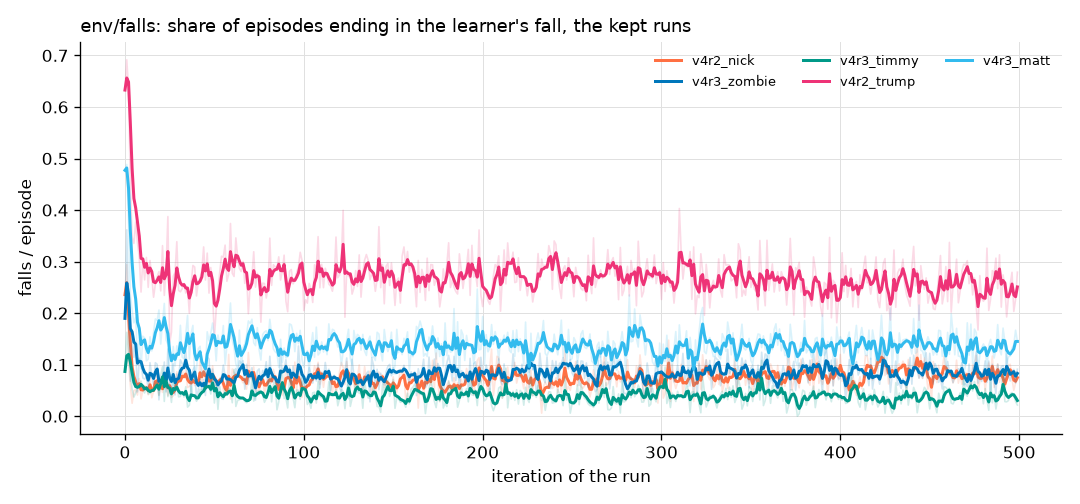 env/falls: share of episodes ending in the learner's fall, the kept runs
v4r2_nick
v4r3_zombie
v4r3_timmy
v4r2_trump
v4r3_matt
falls / episode
0.7
0.6
0.5
0.4
0.3
0.2
0.1
0.0
0
100
200
300
400
500
iteration of the run